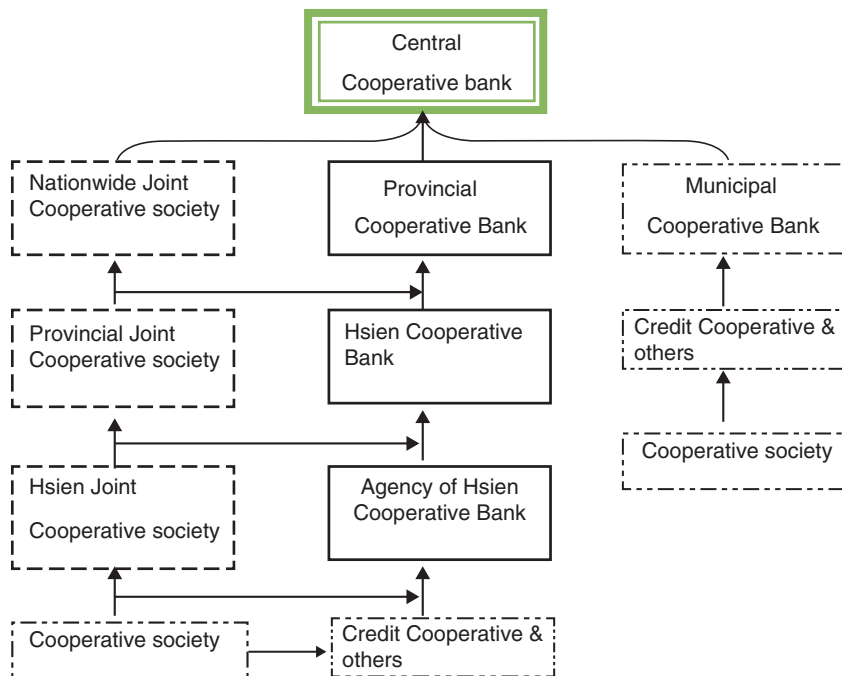 Central
Cooperative bank
Nationwide Joint
Cooperative society
Provincial
Cooperative Bank
Municipal
Cooperative Bank
Provincial Joint
Cooperative society
Hsien Cooperative
Bank
Credit Cooperative &
others
Hsien Joint
Cooperative society
Agency of Hsien
Cooperative Bank
Cooperative society
Cooperative society
Credit Cooperative &
others